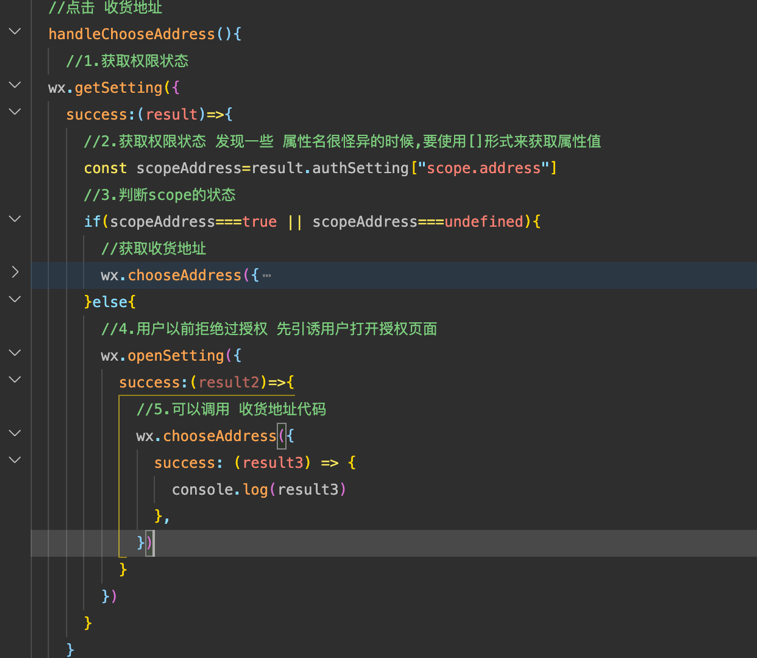 //点击 收货地址
handleChooseAddress(){
//1.获取权限状态
wx.getSetting({
success:(result)=>{
//2.获取权限状态 发现一些 属性名很怪异的时候,要使用[]形式来获取属性值
const scopeAddress=result.authSetting["scope.address"]
//3.判断scope的状态
if(scopeAddress===true || scopeAddress===undefined){
//获取收货地址
wx.chooseAddress({⋯
}else{
//4.用户以前拒绝过授权 先引诱用户打开授权页面
wx.openSetting({
success:(result2)=>{
//5.可以调用 收货地址代码
wx.chooseAddress({
success: (result3) => {
console.log(result3)
},
})
}
})
}
}